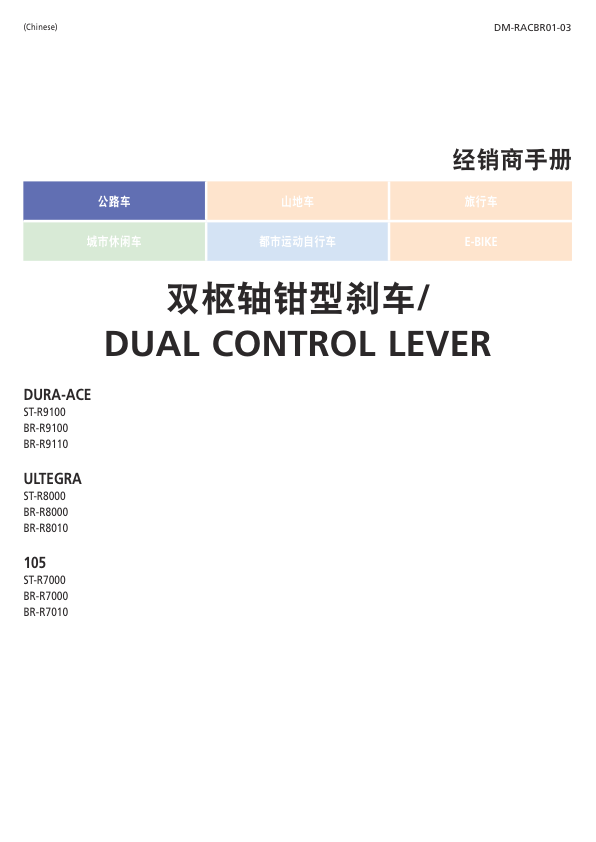 (Chinese)
DM-RACBR01-03
经销商手册
公路车
山地车
旅行车
城市休闲车
都市运动自行车
E-BIKE
双枢轴钳型刹车/
DUAL CONTROL LEVER
DURA-ACE
ST-R9100
BR-R9100
BR-R9110
ULTEGRA
ST-R8000
BR-R8000
BR-R8010
105
ST-R7000
BR-R7000
BR-R7010